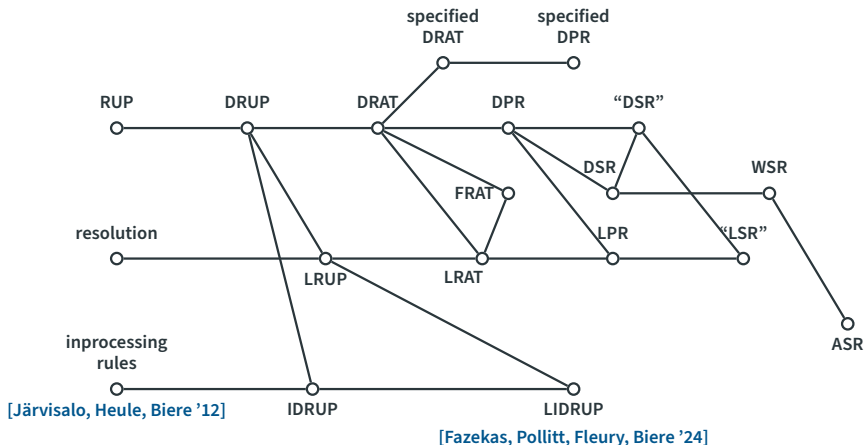 specified
DRAT
specified
DPR
RUP
DRUP
DRAT
DPR
“DSR”
DSR
WSR
FRAT
resolution
LPR
“LSR”
LRUP
LRAT
inprocessing
rules
ASR
[Järvisalo, Heule, Biere ’12]
IDRUP
LIDRUP
[Fazekas, Pollitt, Fleury, Biere ’24]